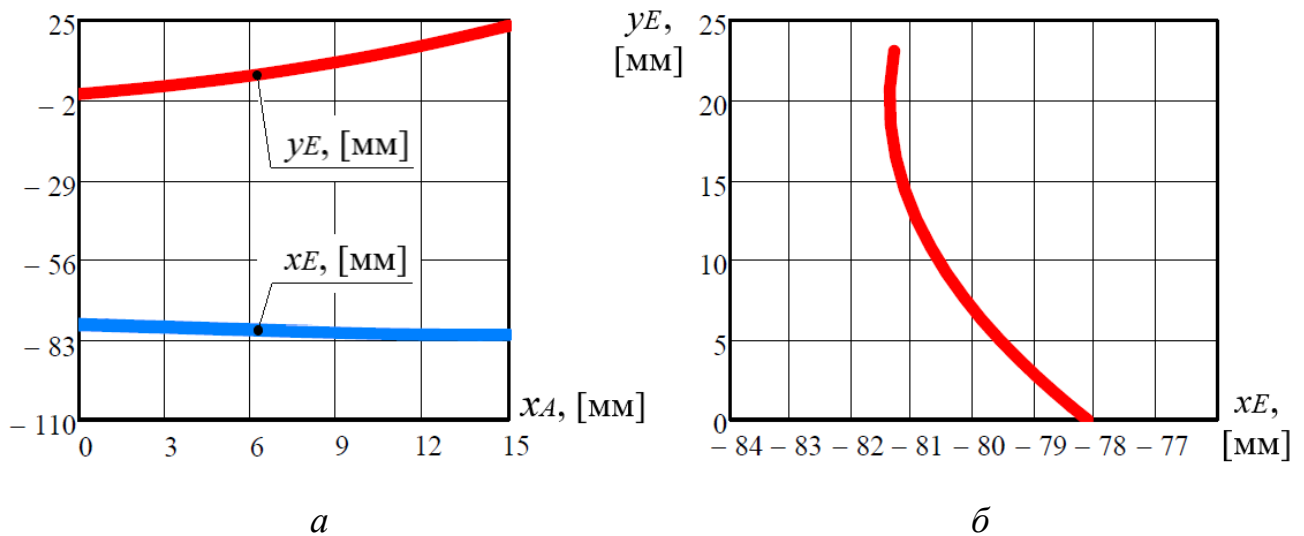 25
– 2
– 29
– 56
– 83
– 110
yE, [мм]
xE, [мм]
0 3 6 9 12 15
xA, [мм]
а
yE,
[мм]
25
20
15
10
5
0
– 84 – 83 – 82 – 81 – 80 – 79 – 78 – 77
xE,
[мм]
б